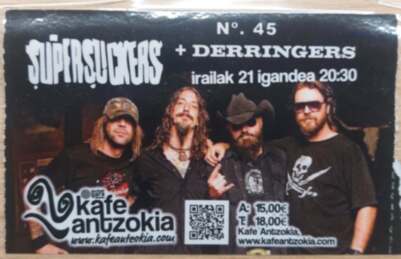 Nº. 45
SUPERSUCKERS
+ DERRINGERS
irailak 21 igandea 20:30
kafe
antzokia
www.kafeantzokia.com
A: 15,00€
T: 18,00€
Kafe Antzokia,
www.kafeantzokia.com